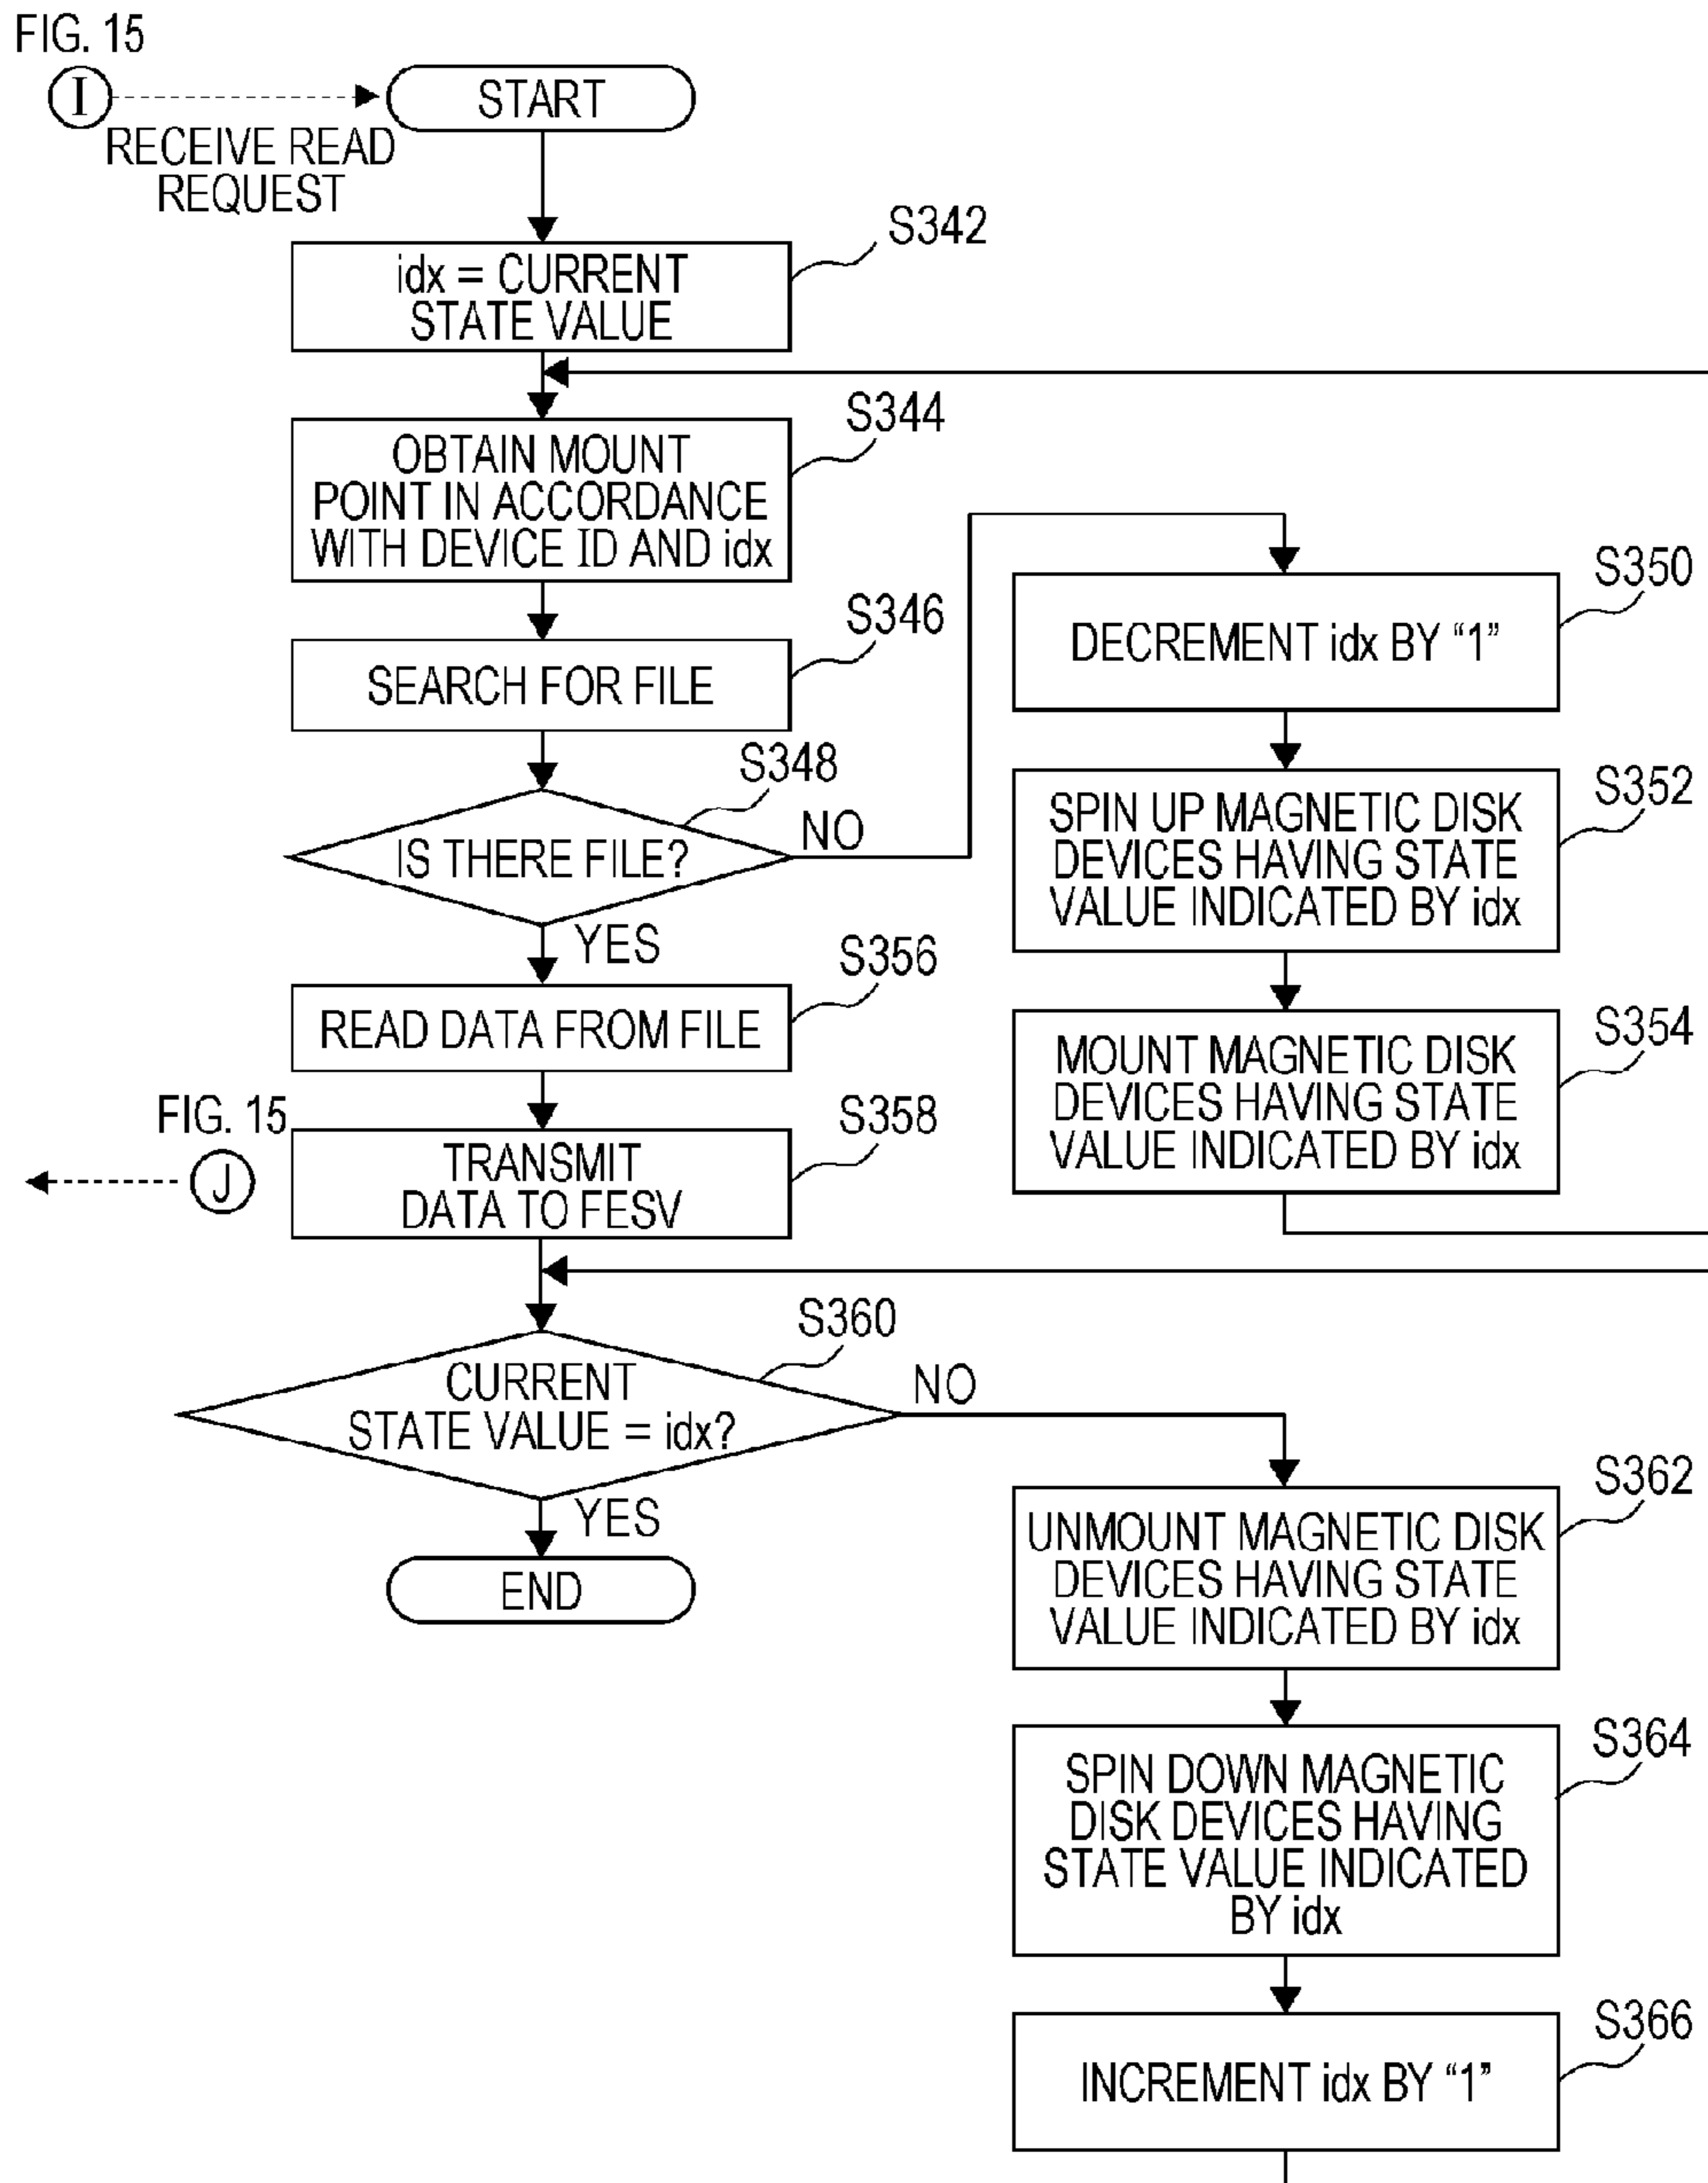 FIG. 15
I
START
RECEIVE READ
REQUEST
S342
idx = CURRENT
STATE VALUE
S344
OBTAIN MOUNT
POINT IN ACCORDANCE
WITH DEVICE ID AND idx
S346
SEARCH FOR FILE
S348
IS THERE FILE?
NO
YES
S350
DECREMENT idx BY “1”
S352
SPIN UP MAGNETIC DISK
DEVICES HAVING STATE
VALUE INDICATED BY idx
S354
MOUNT MAGNETIC DISK
DEVICES HAVING STATE
VALUE INDICATED BY idx
S356
READ DATA FROM FILE
FIG. 15
J
S358
TRANSMIT
DATA TO FESV
S360
CURRENT
STATE VALUE = idx?
NO
YES
END
S362
UNMOUNT MAGNETIC DISK
DEVICES HAVING STATE
VALUE INDICATED BY idx
S364
SPIN DOWN MAGNETIC
DISK DEVICES HAVING
STATE VALUE INDICATED
BY idx
S366
INCREMENT idx BY “1”